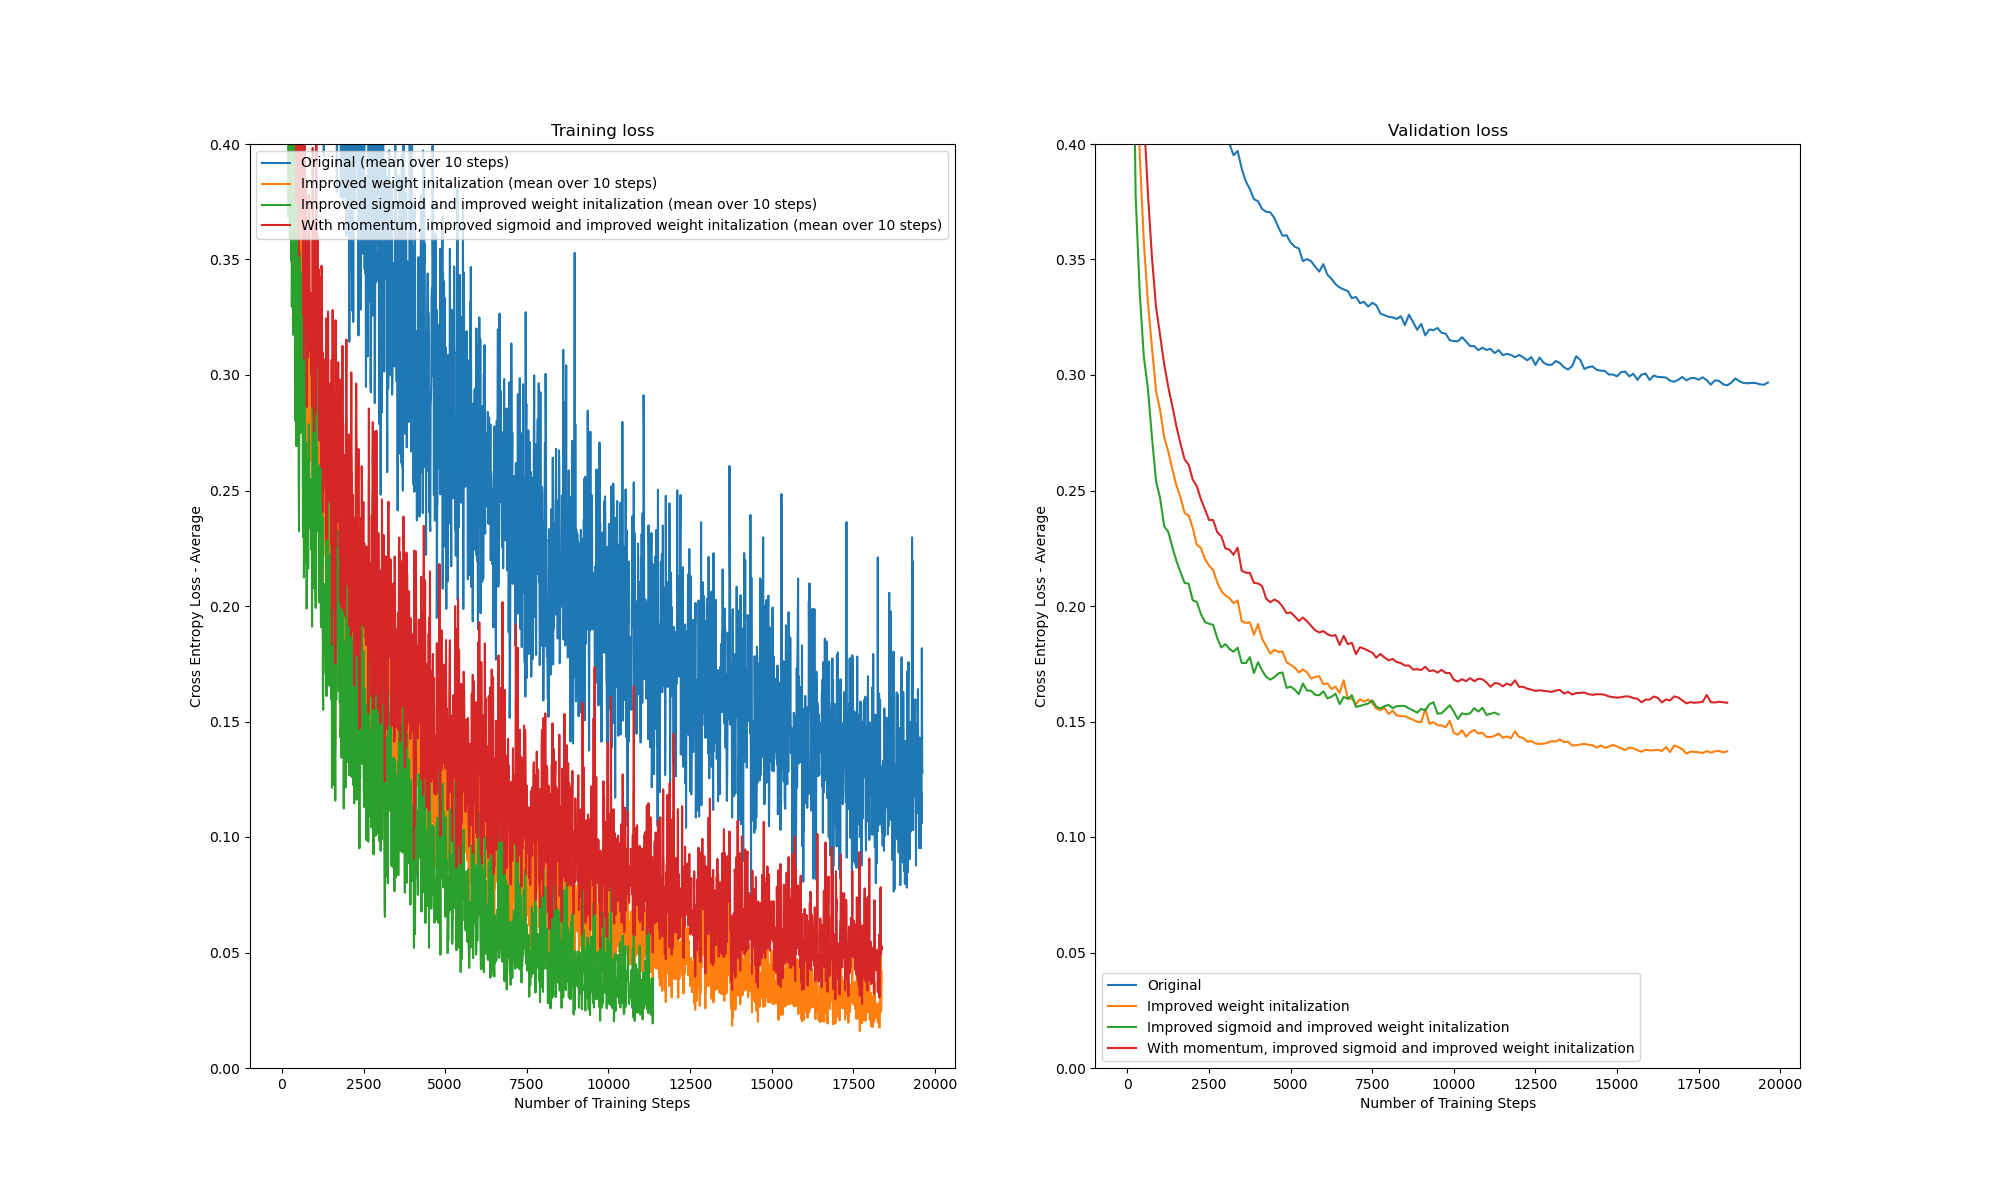 Training loss
0.40
0.35
0.30
0.25
0.20
0.15
0.10
0.05
0.00
Cross Entropy Loss - Average
Original (mean over 10 steps)
Improved weight initalization (mean over 10 steps)
Improved sigmoid and improved weight initalization (mean over 10 steps)
With momentum, improved sigmoid and improved weight initalization (mean over 10 steps)
0 2500 5000 7500 10000 12500 15000 17500 20000
Number of Training Steps
Validation loss
0.40
0.35
0.30
0.25
0.20
0.15
0.10
0.05
0.00
Cross Entropy Loss - Average
Original
Improved weight initalization
Improved sigmoid and improved weight initalization
With momentum, improved sigmoid and improved weight initalization
0 2500 5000 7500 10000 12500 15000 17500 20000
Number of Training Steps